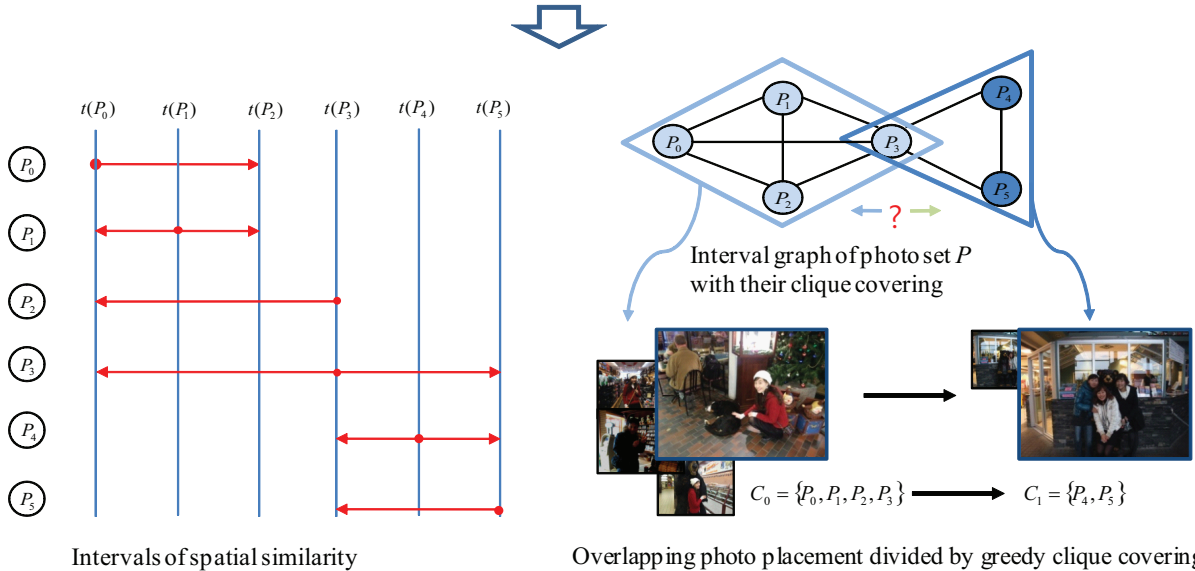 t(P₀) t(P₁) t(P₂) t(P₃) t(P₄) t(P₅)
P₀
P₁
P₂
P₃
P₄
P₅
Intervals of spatial similarity
P₁
P₄
P₀
P₃
P₂
P₅
?
Interval graph of photo set P
with their clique covering
C₀ = {P₀, P₁, P₂, P₃}
C₁ = {P₄, P₅}
Overlapping photo placement divided by greedy clique covering